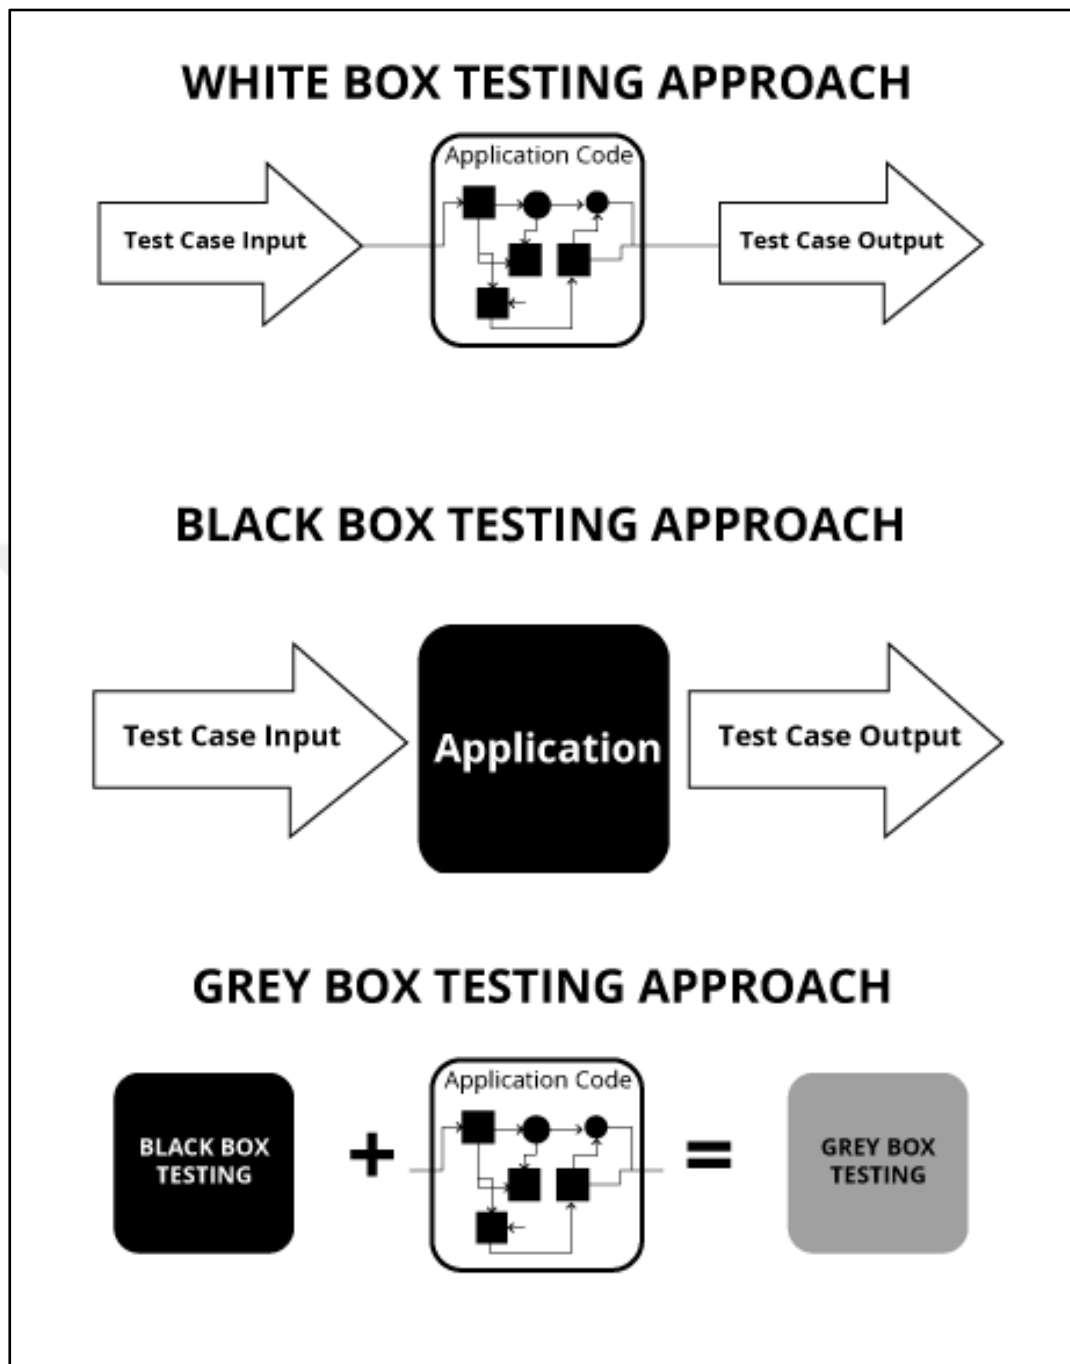 WHITE BOX TESTING APPROACH
Application Code
Test Case Input
Test Case Output
BLACK BOX TESTING APPROACH
Test Case Input
Application
Test Case Output
GREY BOX TESTING APPROACH
BLACK BOX
TESTING
+
Application Code
=
GREY BOX
TESTING